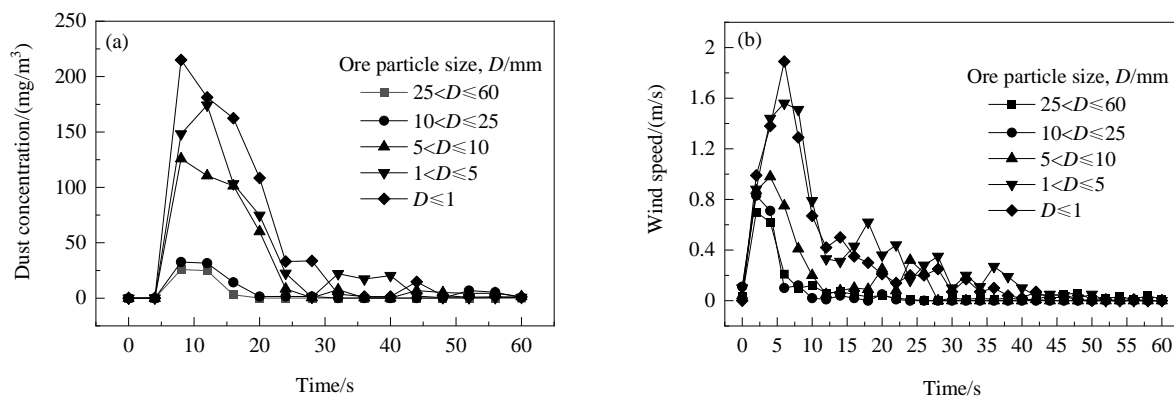 (a)
Dust concentration/(mg/m³)
250
200
150
100
50
0
Ore particle size, D/mm
25<D≤60
10<D≤25
5<D≤10
1<D≤5
D≤1
0 10 20 30 40 50 60
Time/s
(b)
Wind speed/(m/s)
2
1.6
1.2
0.8
0.4
0
Ore particle size, D/mm
25<D≤60
10<D≤25
5<D≤10
1<D≤5
D≤1
0 5 10 15 20 25 30 35 40 45 50 55 60
Time/s